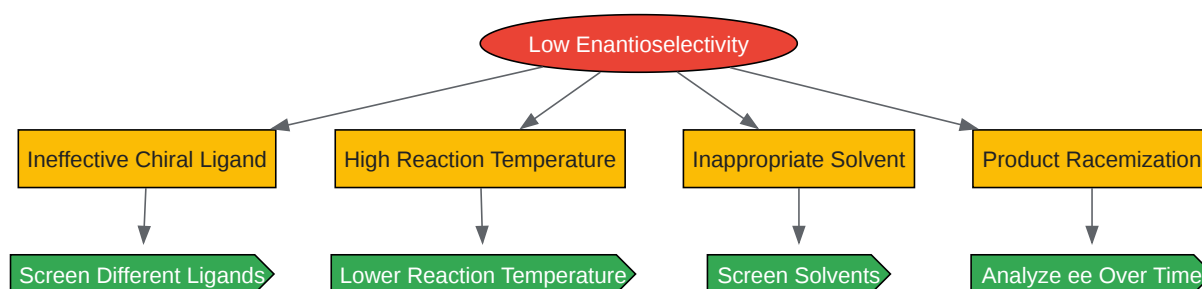 Low Enantioselectivity
Ineffective Chiral Ligand
High Reaction Temperature
Inappropriate Solvent
Product Racemization
Screen Different Ligands
Lower Reaction Temperature
Screen Solvents
Analyze ee Over Time